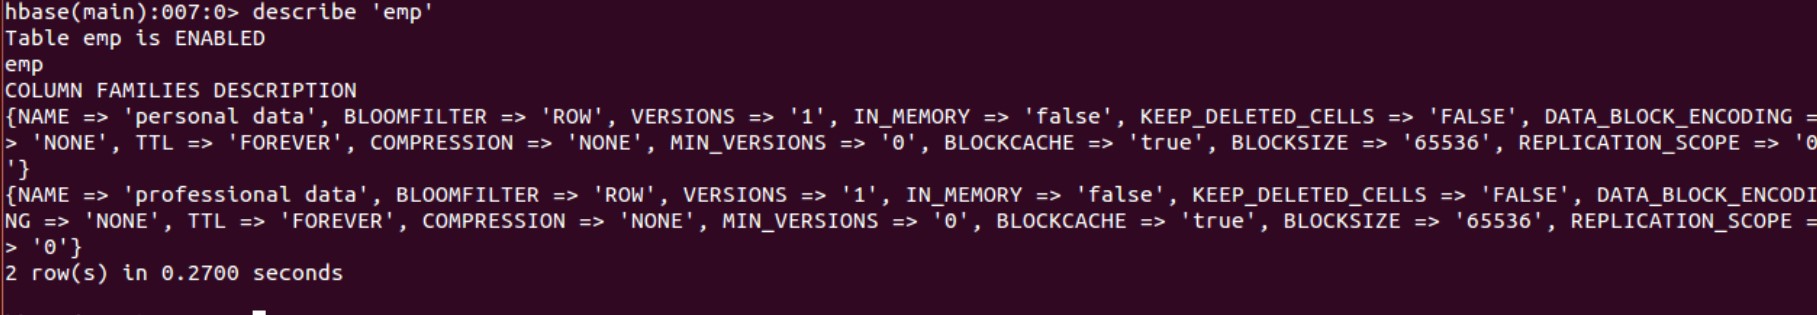 hbase(main):007:0> describe 'emp'
Table emp is ENABLED
emp
COLUMN FAMILIES DESCRIPTION
{NAME => 'personal data', BLOOMFILTER => 'ROW', VERSIONS => '1', IN_MEMORY => 'false', KEEP_DELETED_CELLS => 'FALSE', DATA_BLOCK_ENCODING =
> 'NONE', TTL => 'FOREVER', COMPRESSION => 'NONE', MIN_VERSIONS => '0', BLOCKCACHE => 'true', BLOCKSIZE => '65536', REPLICATION_SCOPE => '0
'}
{NAME => 'professional data', BLOOMFILTER => 'ROW', VERSIONS => '1', IN_MEMORY => 'false', KEEP_DELETED_CELLS => 'FALSE', DATA_BLOCK_ENCODI
NG => 'NONE', TTL => 'FOREVER', COMPRESSION => 'NONE', MIN_VERSIONS => '0', BLOCKCACHE => 'true', BLOCKSIZE => '65536', REPLICATION_SCOPE =
> '0'}
2 row(s) in 0.2700 seconds